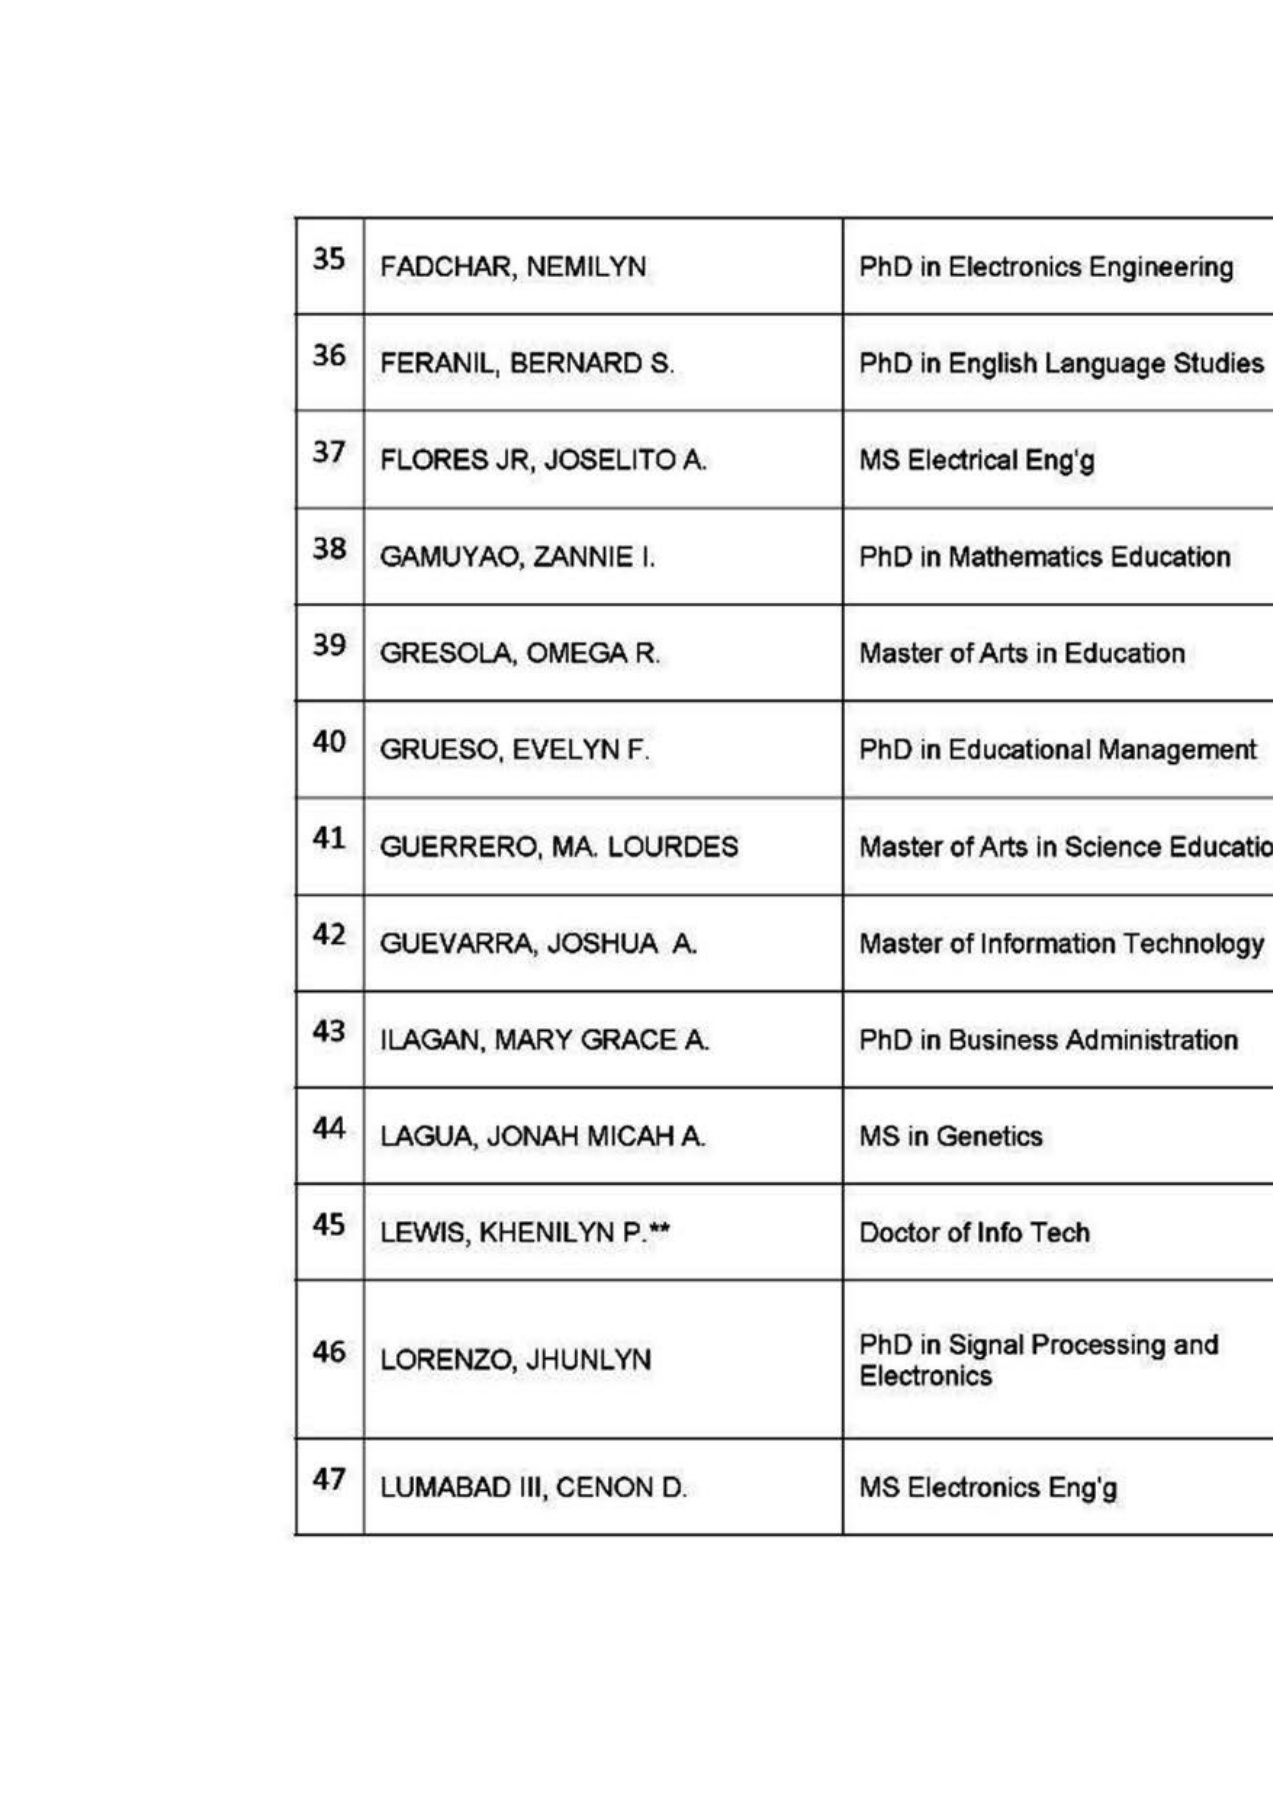 35 FADCHAR, NEMILYN PhD in Electronics Engineering
36 FERANIL, BERNARD S. PhD in English Language Studies
37 FLORES JR, JOSELITO A. MS Electrical Eng'g
38 GAMUYAO, ZANNIE I. PhD in Mathematics Education
39 GRESOLA, OMEGA R. Master of Arts in Education
40 GRUESO, EVELYN F. PhD in Educational Management
41 GUERRERO, MA. LOURDES Master of Arts in Science Educatio
42 GUEVARRA, JOSHUA A. Master of Information Technology
43 ILAGAN, MARY GRACE A. PhD in Business Administration
44 LAGUA, JONAH MICAH A. MS in Genetics
45 LEWIS, KHENILYN P.** Doctor of Info Tech
46 LORENZO, JHUNLYN PhD in Signal Processing and
Electronics
47 LUMABAD III, CENON D. MS Electronics Eng'g